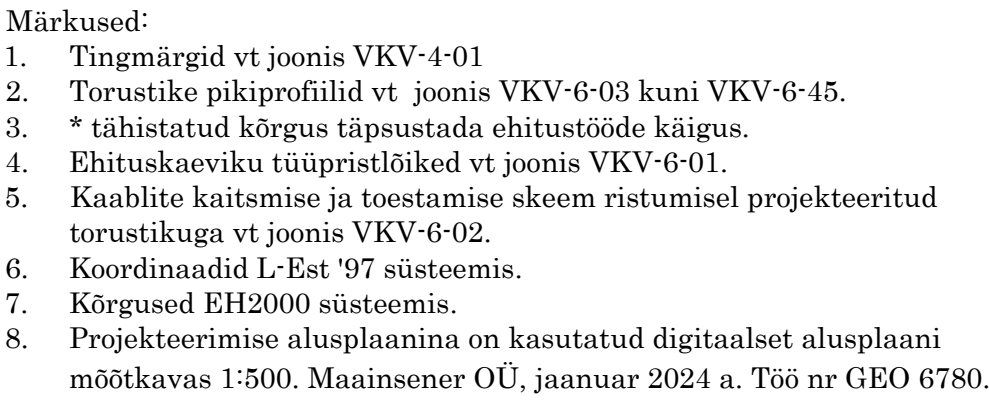 Märkused:
1. Tingmärgid vt joonis VKV-4-01
2. Torustike pikiprofiilid vt joonis VKV-6-03 kuni VKV-6-45.
3. * tähistatud kõrgus täpsustada ehitustööde käigus.
4. Ehituskaeviku tüüpristlõiked vt joonis VKV-6-01.
5. Kaablite kaitsmise ja toestamise skeem ristumisel projekteeritud
torustikuga vt joonis VKV-6-02.
6. Koordinaadid L-Est '97 süsteemis.
7. Kõrgused EH2000 süsteemis.
8. Projekteerimise alusplaanina on kasutatud digitaalset alusplaani
mõõtkavas 1:500. Maainsener OÜ, jaanuar 2024 a. Töö nr GEO 6780.